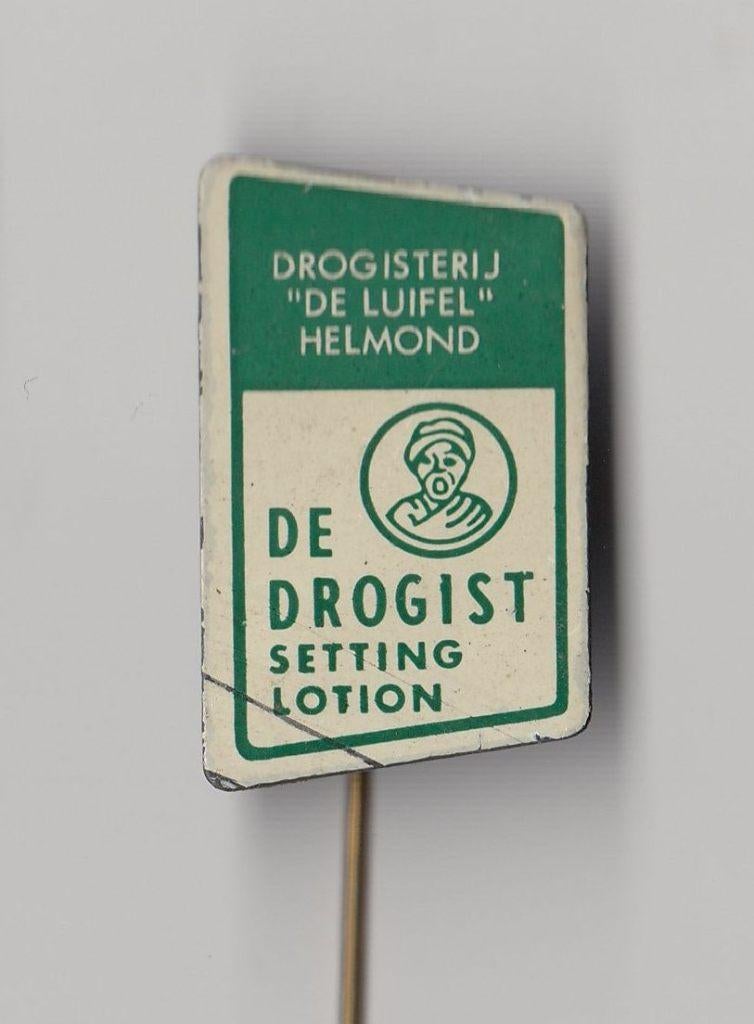 DROGISTERIJ
"DE LUIFEL"
HELMOND
DE
DROGIST
SETTING
LOTION